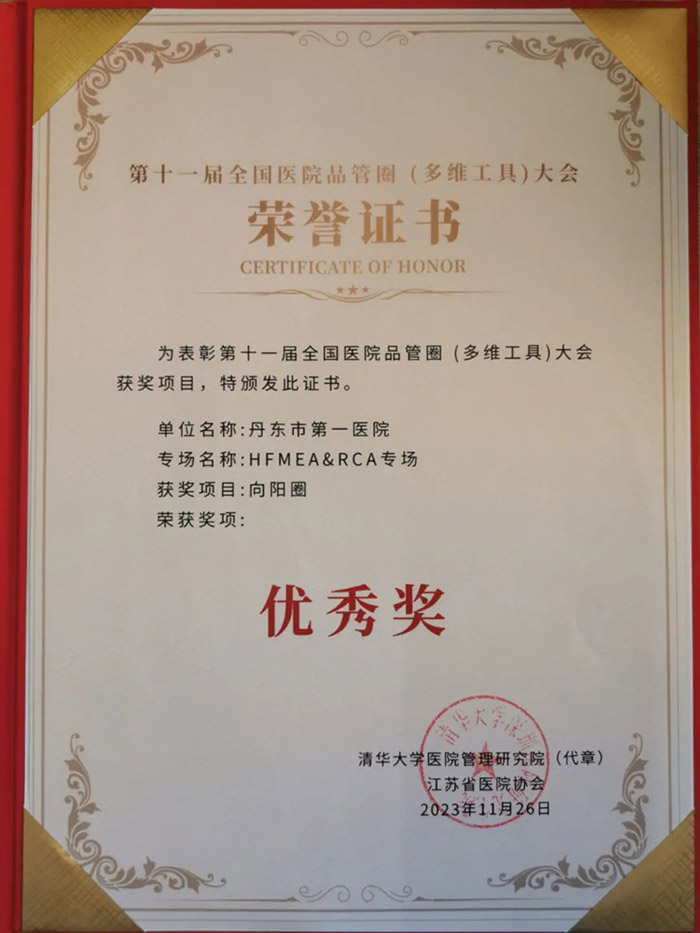 第十一届全国医院品管圈 (多维工具)大会
荣誉证书
CERTIFICATE OF HONOR
为表彰第十一届全国医院品管圈 (多维工具)大会
获奖项目，特颁发此证书。
单位名称:丹东市第一医院
专场名称:HFMEA&RCA专场
获奖项目:向阳圈
荣获奖项:
优秀奖
清华大学医院管理研究院（代章）
江苏省医院协会
2023年11月26日
清华大学深圳